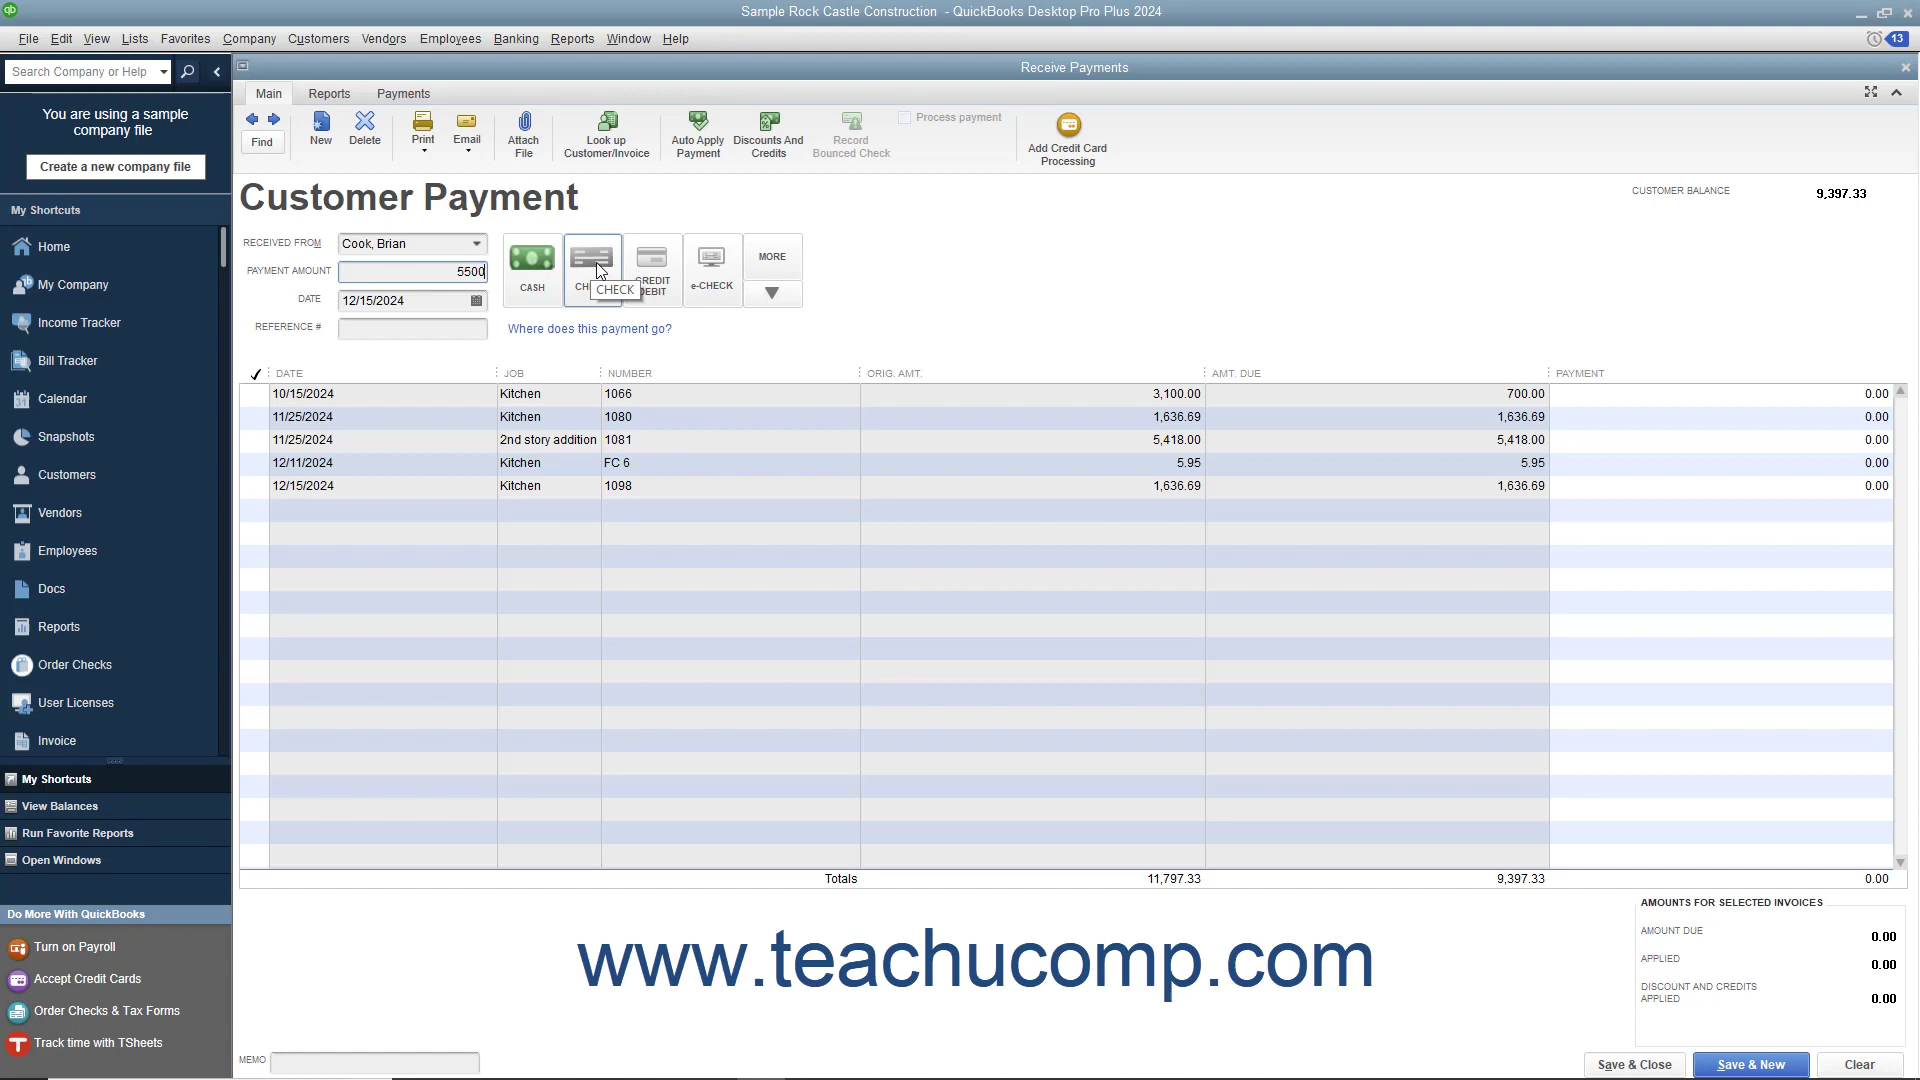 qb
Sample Rock Castle Construction - QuickBooks Desktop Pro Plus 2024
File Edit View Lists Favorites Company Customers Vendors Employees Banking Reports Window Help
13
Search Company or Help
Receive Payments
You are using a sample
company file
Create a new company file
My Shortcuts
Home
My Company
Income Tracker
Bill Tracker
Calendar
Snapshots
Customers
Vendors
Employees
Docs
Reports
Order Checks
User Licenses
Invoice
My Shortcuts
View Balances
Run Favorite Reports
Open Windows
Do More With QuickBooks
Turn on Payroll
Accept Credit Cards
Order Checks & Tax Forms
Track time with TSheets
Main Reports Payments
Find
New
Delete
Print
Email
Attach
File
Look up
Customer/Invoice
Auto Apply
Payment
Discounts And
Credits
Record
Bounced Check
Process payment
Add Credit Card
Processing
Customer Payment
CUSTOMER BALANCE 9,397.33
RECEIVED FROM Cook, Brian
PAYMENT AMOUNT 5500
DATE 12/15/2024
REFERENCE #
CASH
CHECK
e-CHECK
MORE
Where does this payment go?
DATE JOB NUMBER ORIG. AMT. AMT. DUE PAYMENT
10/15/2024 Kitchen 1066 3,100.00 700.00 0.00
11/25/2024 Kitchen 1080 1,636.69 1,636.69 0.00
11/25/2024 2nd story addition 1081 5,418.00 5,418.00 0.00
12/11/2024 Kitchen FC 6 5.95 5.95 0.00
12/15/2024 Kitchen 1098 1,636.69 1,636.69 0.00
Totals 11,797.33 9,397.33 0.00
www.teachucomp.com
AMOUNTS FOR SELECTED INVOICES
AMOUNT DUE 0.00
APPLIED 0.00
DISCOUNT AND CREDITS
APPLIED 0.00
MEMO
Save & Close Save & New Clear